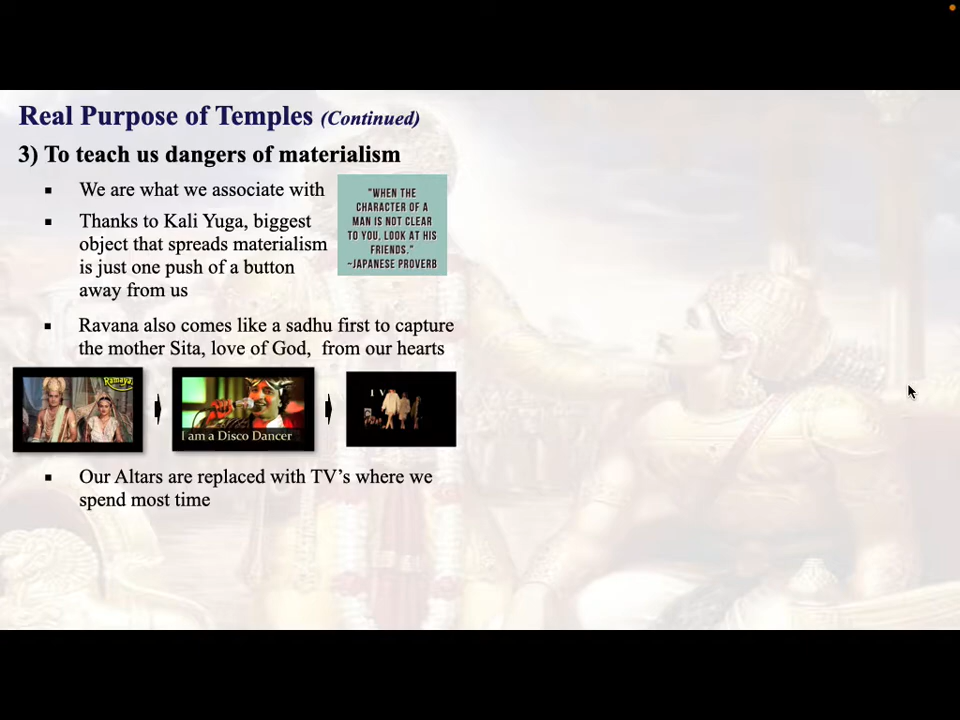 Real Purpose of Temples (Continued)
3) To teach us dangers of materialism
▪ We are what we associate with
▪ Thanks to Kali Yuga, biggest
object that spreads materialism
is just one push of a button
away from us
"WHEN THE
CHARACTER OF A
MAN IS NOT CLEAR
TO YOU, LOOK AT HIS
FRIENDS."
~JAPANESE PROVERB
▪ Ravana also comes like a sadhu first to capture
the mother Sita, love of God, from our hearts
I am a Disco Dancer
▪ Our Altars are replaced with TV's where we
spend most time